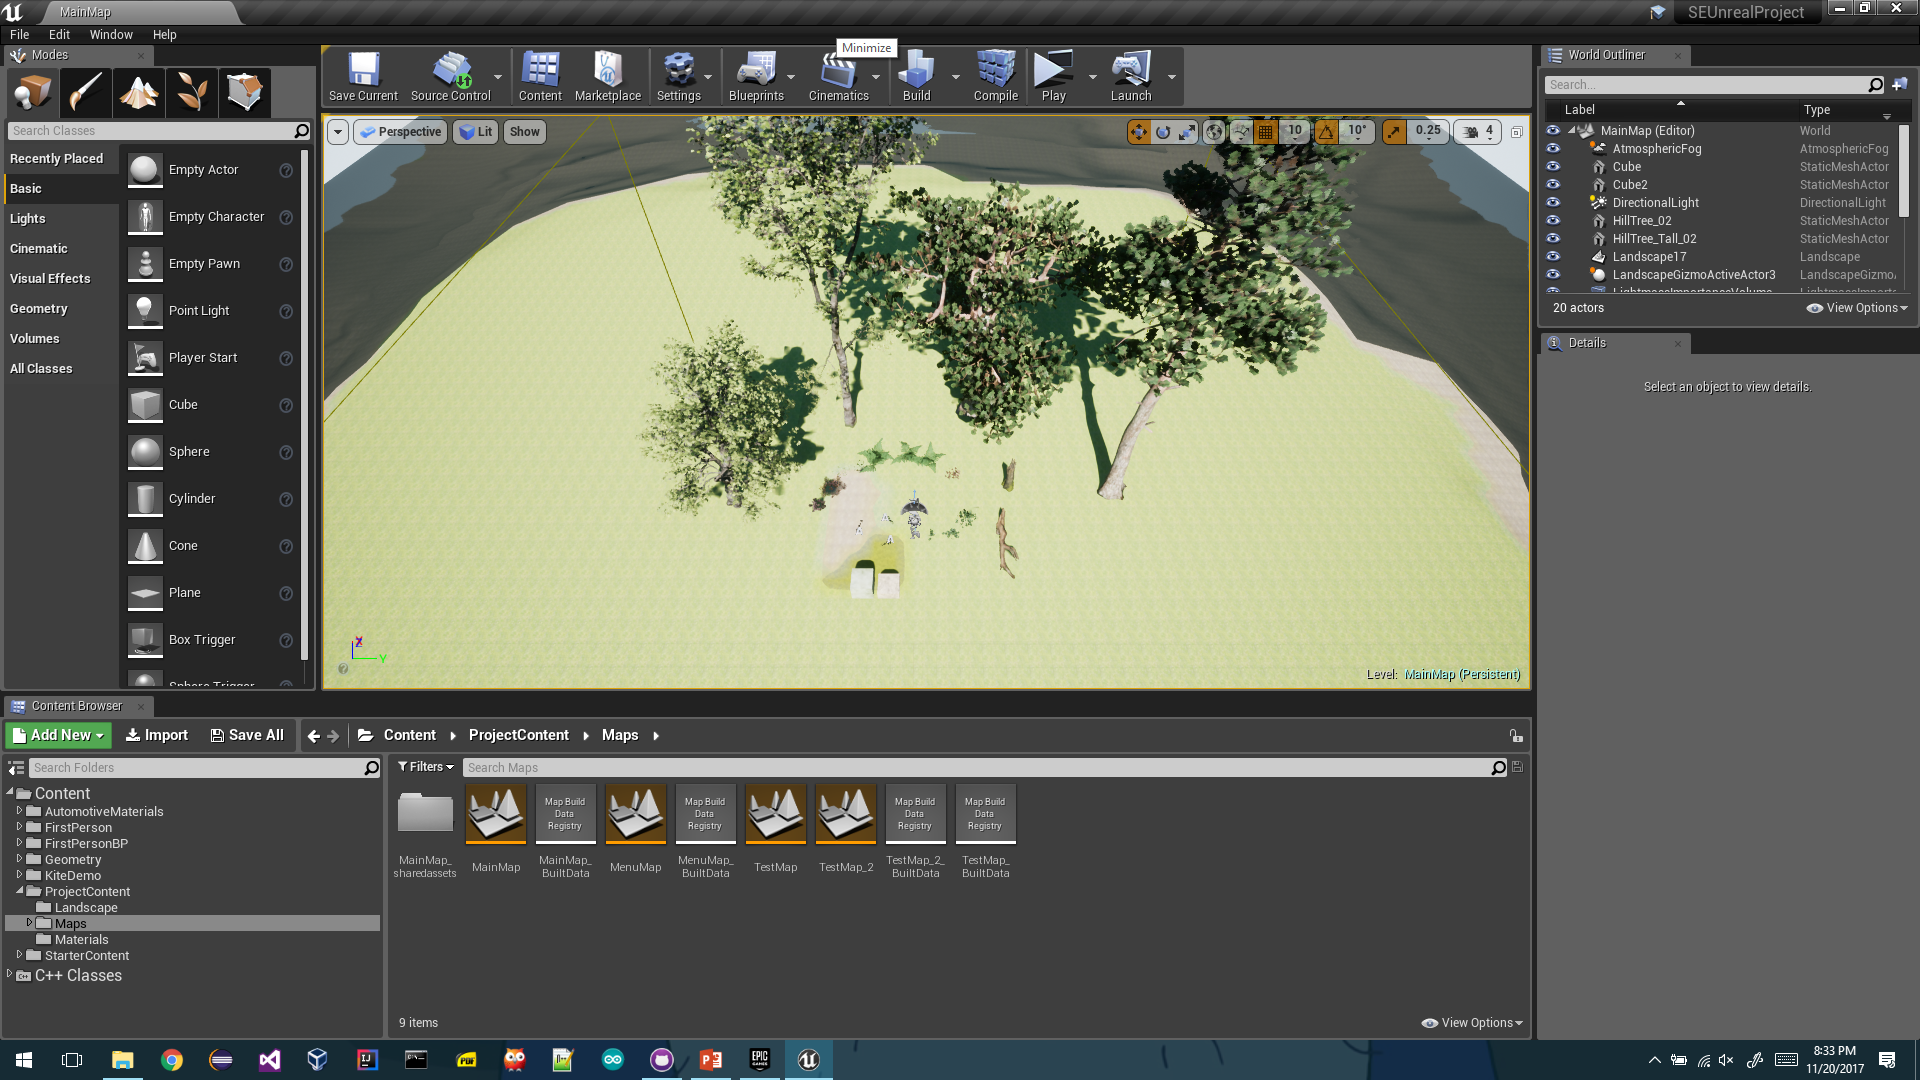 MainMap
SEUnrealProject
File Edit Window Help
Minimize
Modes
Search Classes
Recently Placed
Basic
Lights
Cinematic
Visual Effects
Geometry
Volumes
All Classes
Empty Actor
Empty Character
Empty Pawn
Point Light
Player Start
Cube
Sphere
Cylinder
Cone
Plane
Box Trigger
Sphere Trigger
Save Current
Source Control
Content
Marketplace
Settings
Blueprints
Cinematics
Build
Compile
Play
Launch
Perspective
Lit
Show
10
10°
0.25
4
X
Z
Y
Level: MainMap (Persistent)
World Outliner
Search...
Label Type
MainMap (Editor) World
AtmosphericFog AtmosphericFog
Cube StaticMeshActor
Cube2 StaticMeshActor
DirectionalLight DirectionalLight
HillTree_02 StaticMeshActor
HillTree_Tall_02 StaticMeshActor
Landscape17 Landscape
LandscapeGizmoActiveActor3 LandscapeGizmo
LightmassImportanceVolume
20 actors
View Options
Details
Select an object to view details.
Content Browser
Add New
Import
Save All
Content
ProjectContent
Maps
Search Folders
Content
AutomotiveMaterials
FirstPerson
FirstPersonBP
Geometry
KiteDemo
ProjectContent
Landscape
Maps
Materials
StarterContent
C++ Classes
Filters
Search Maps
Map Build
Data
Registry
Map Build
Data
Registry
Map Build
Data
Registry
Map Build
Data
Registry
MainMap_
sharedassets
MainMap
MainMap_
BuiltData
MenuMap
MenuMap_
BuiltData
TestMap
TestMap_2
TestMap_2_
BuiltData
TestMap_
BuiltData
9 items
View Options
IJ
PDF
EPIC
GAMES
8:33 PM
11/20/2017